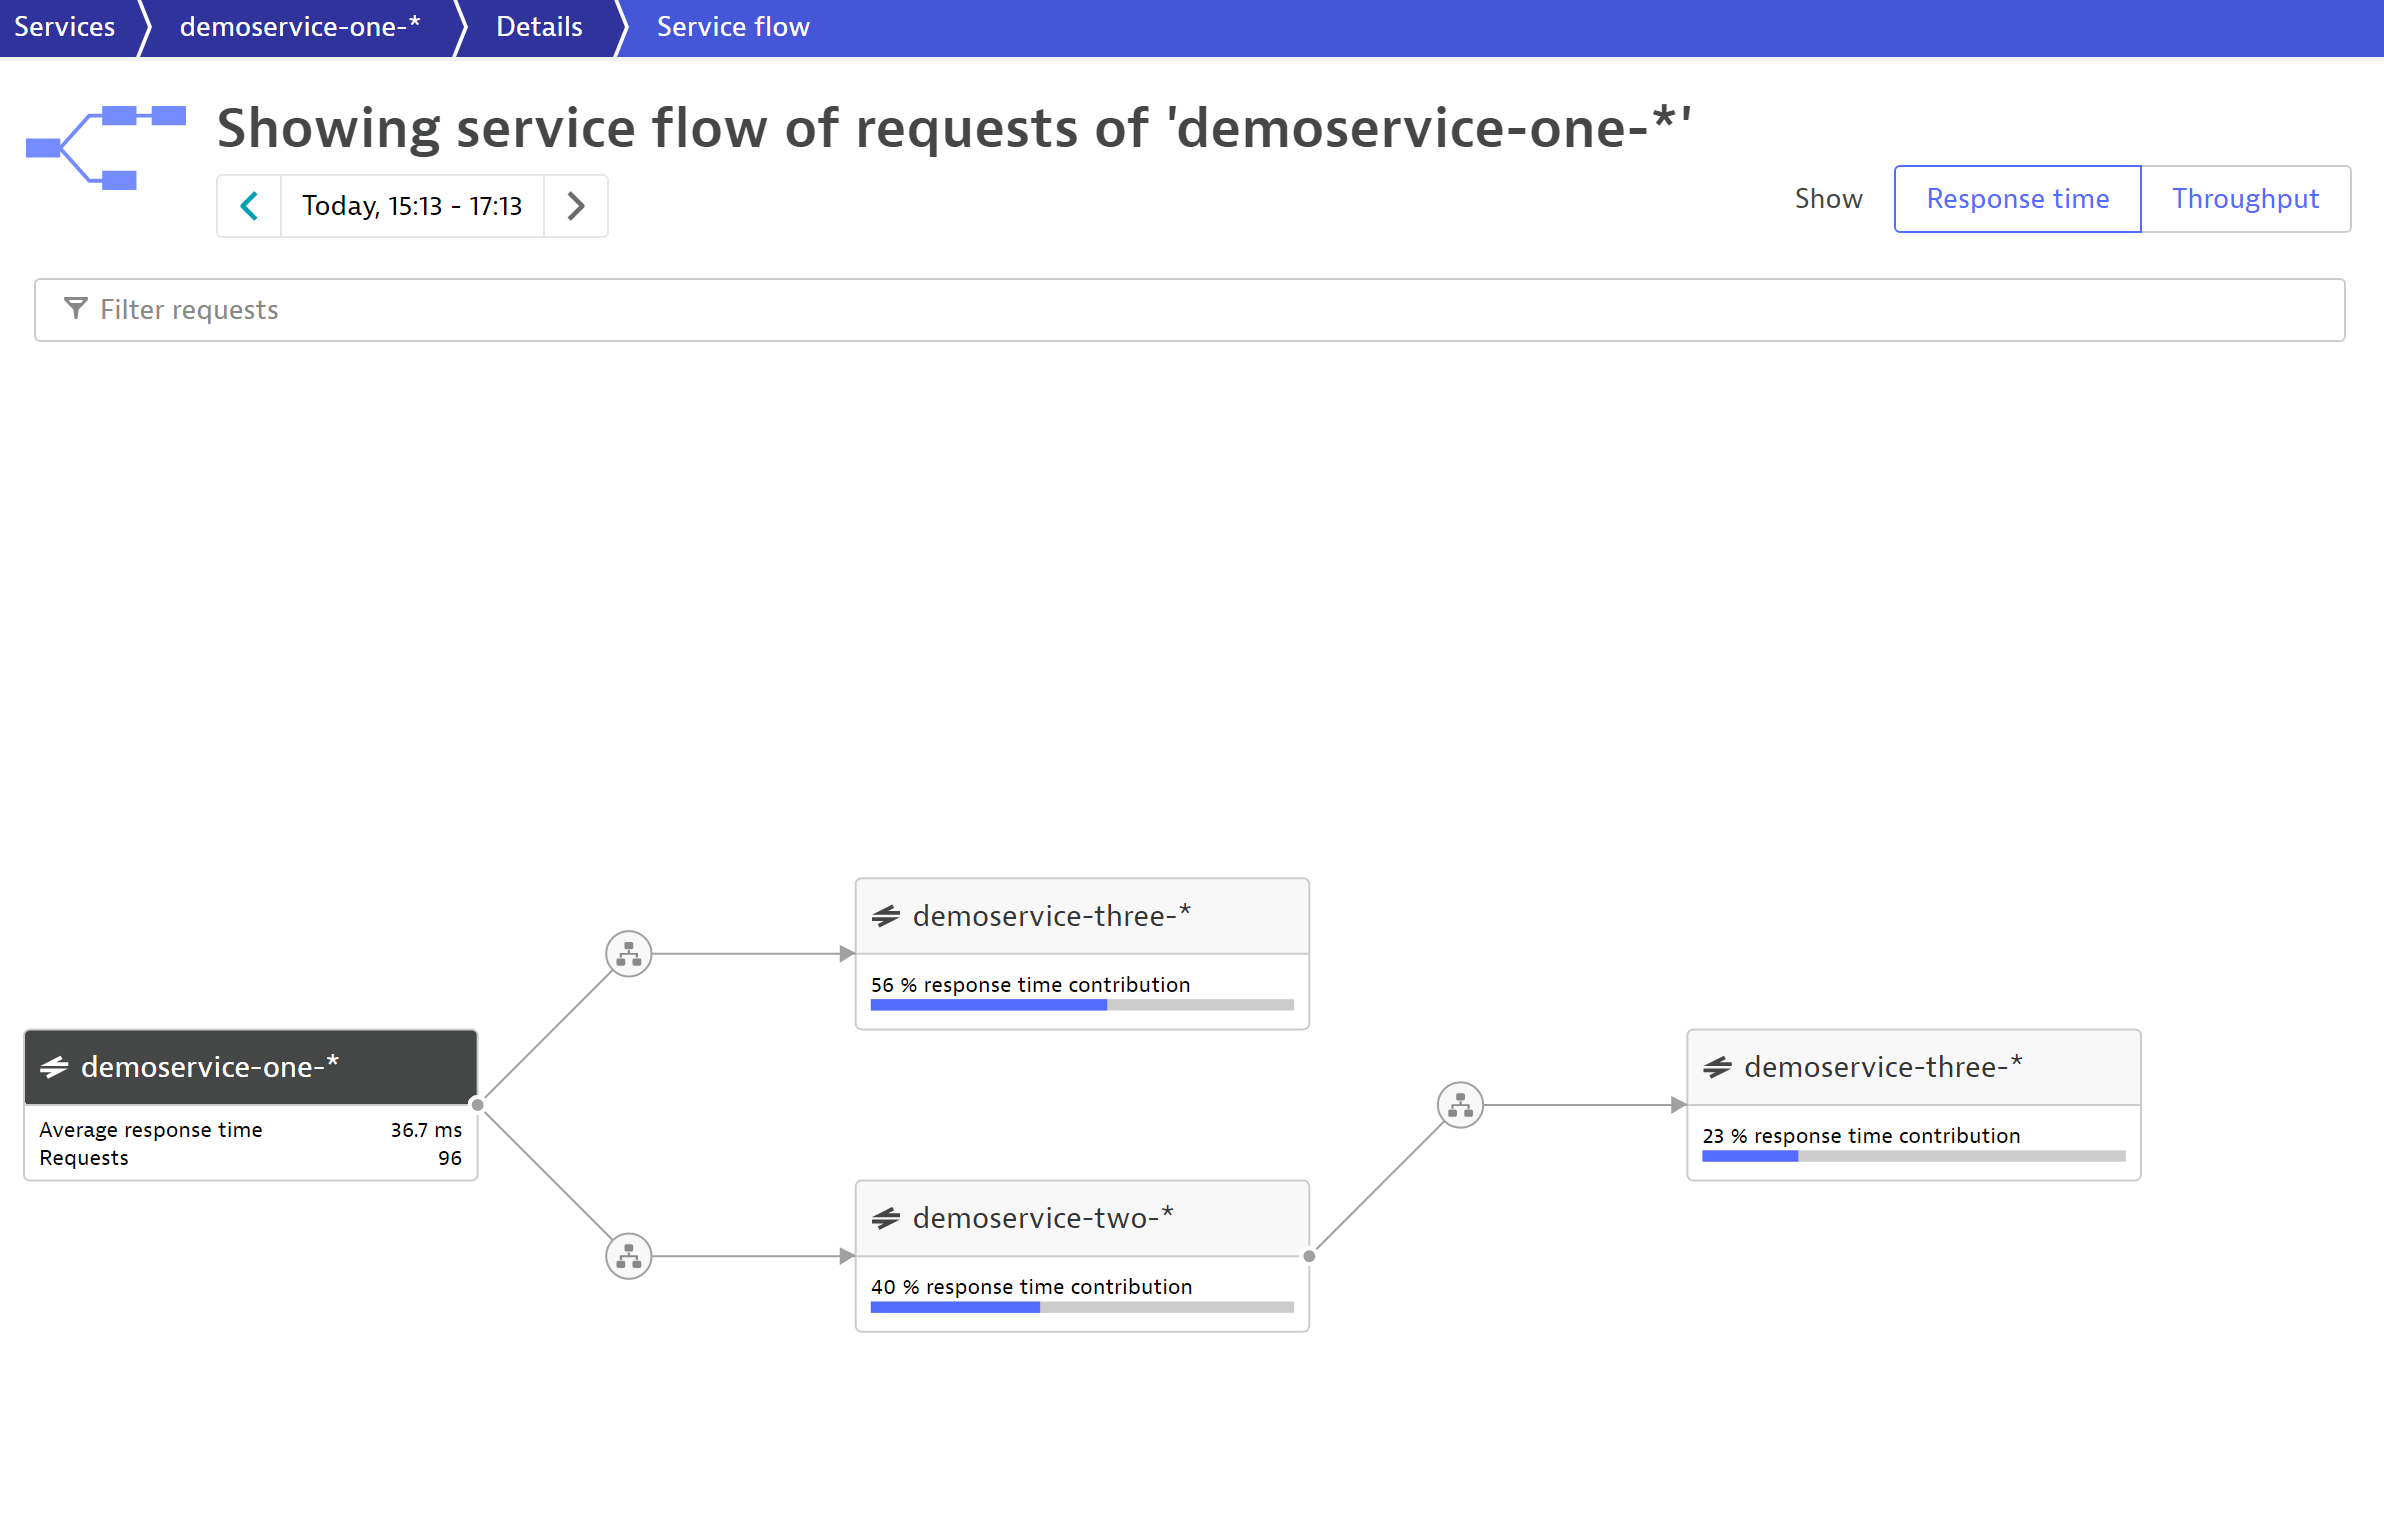 Services demoservice-one-* Details Service flow
Showing service flow of requests of 'demoservice-one-*'
Today, 15:13 - 17:13
Show Response time Throughput
Filter requests
demoservice-three-*
56 % response time contribution
demoservice-one-*
Average response time 36.7 ms
Requests 96
demoservice-three-*
23 % response time contribution
demoservice-two-*
40 % response time contribution